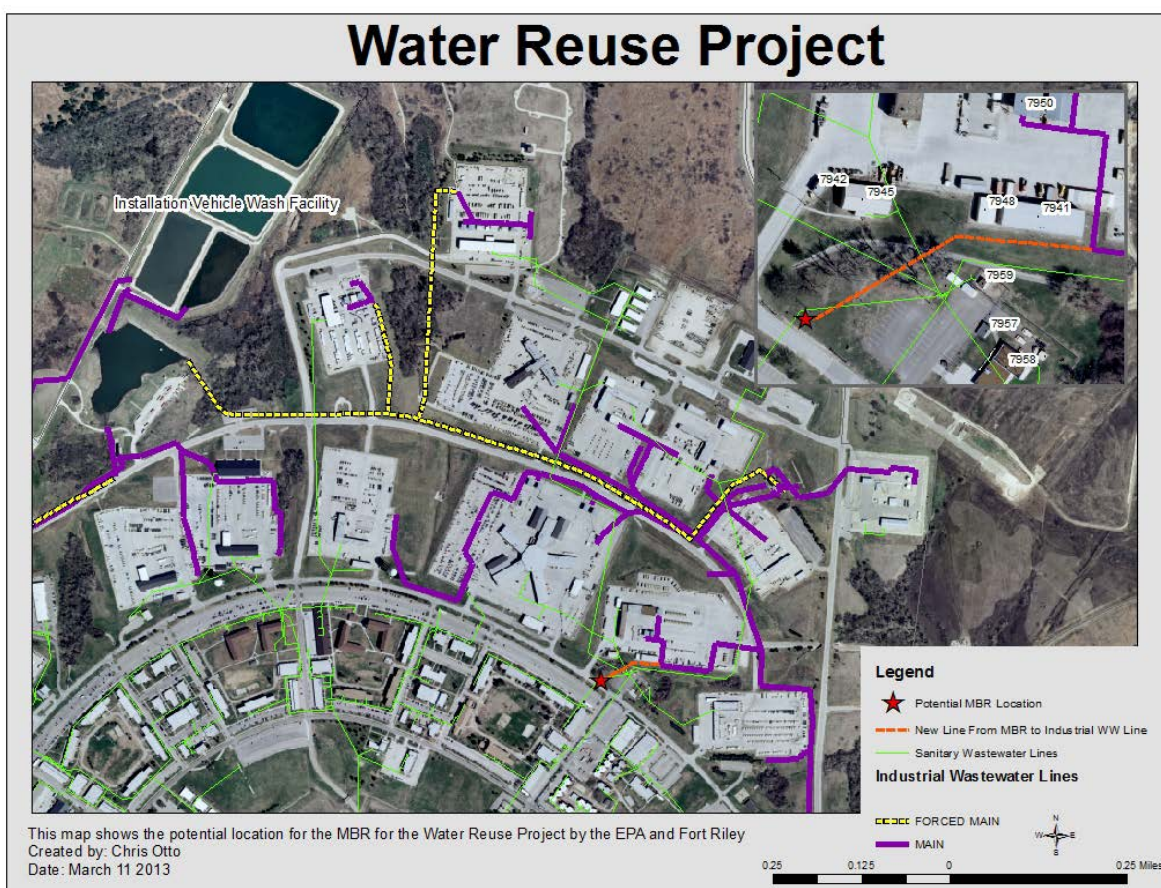 Water Reuse Project
Installation Vehicle Wash Facility
7950
7942
7945
7948
7941
7959
7957
7958
Legend
Potential MBR Location
New Line From MBR to Industrial WW Line
Sanitary Wastewater Lines
Industrial Wastewater Lines
FORCED MAIN
MAIN
N
W
E
S
This map shows the potential location for the MBR for the Water Reuse Project by the EPA and Fort Riley
Created by: Chris Otto
Date: March 11 2013
0.25
0.125
0
0.25 Miles